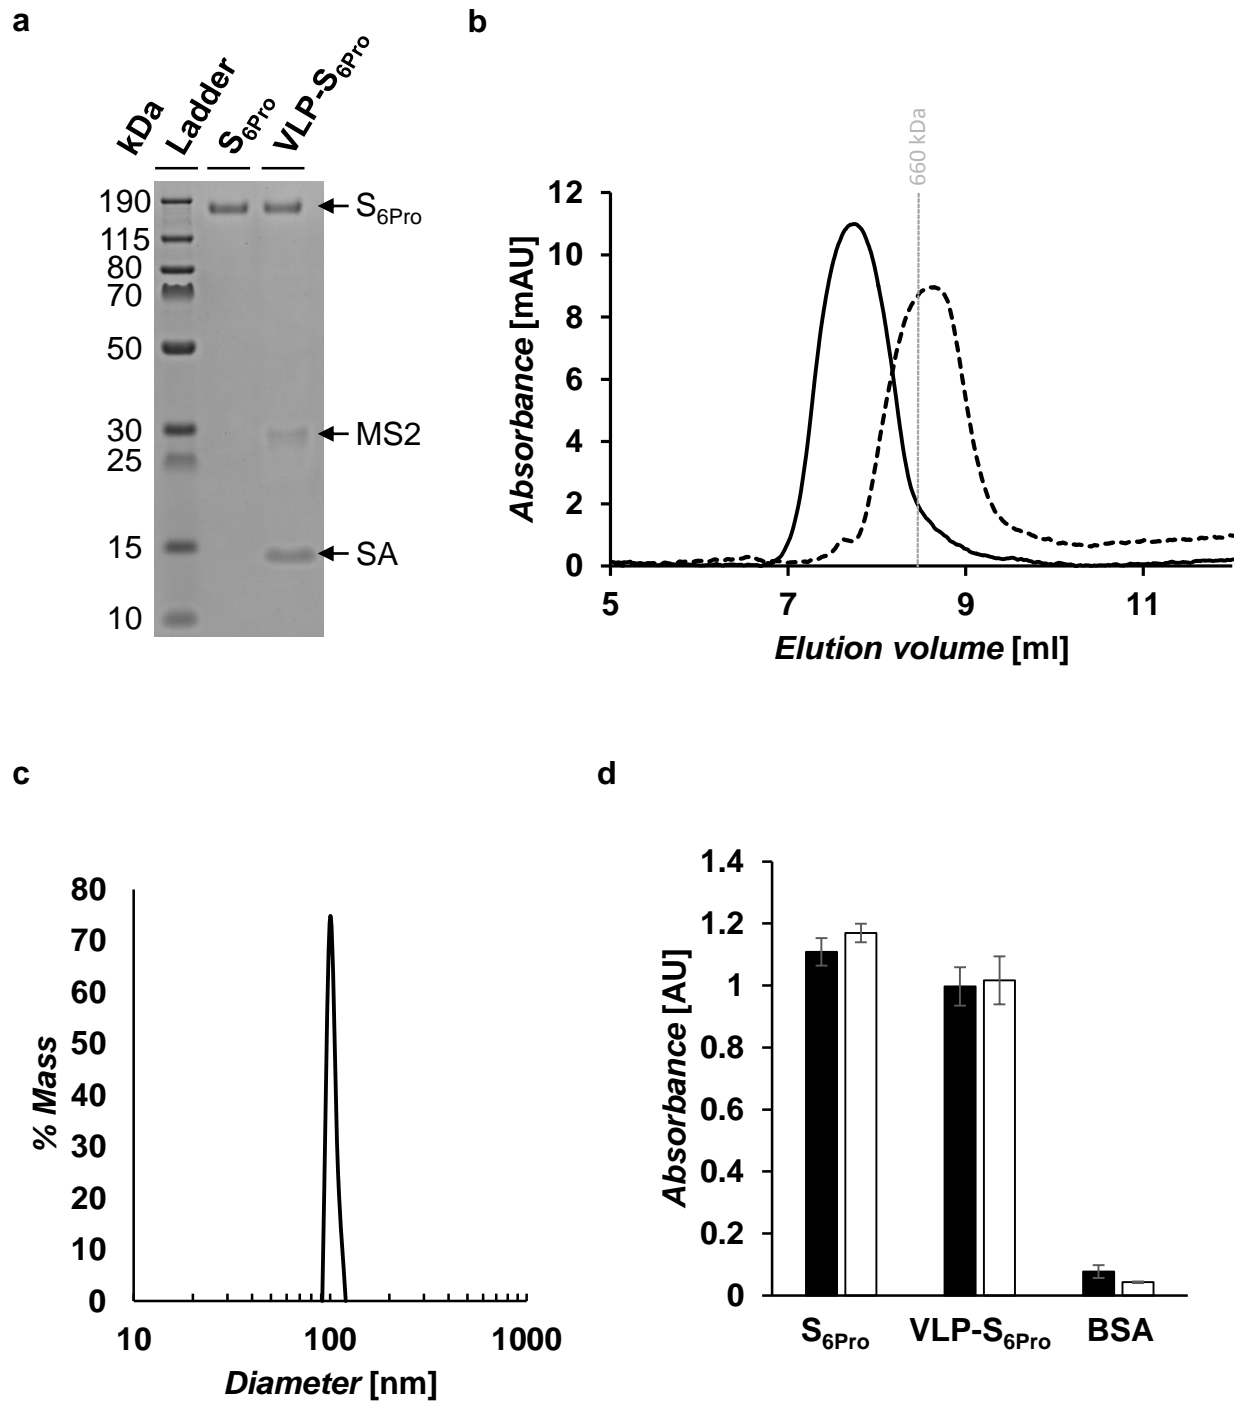 a
kDa
Ladder
S6Pro
VLP-S6Pro
190
115
80
70
50
30
25
15
10
S6Pro
MS2
SA
b
660 kDa
Absorbance [mAU]
12
10
8
6
4
2
0
5 7 9 11
Elution volume [ml]
c
% Mass
80
70
60
50
40
30
20
10
0
10 100 1000
Diameter [nm]
d
Absorbance [AU]
1.4
1.2
1
0.8
0.6
0.4
0.2
0
S6Pro VLP-S6Pro BSA